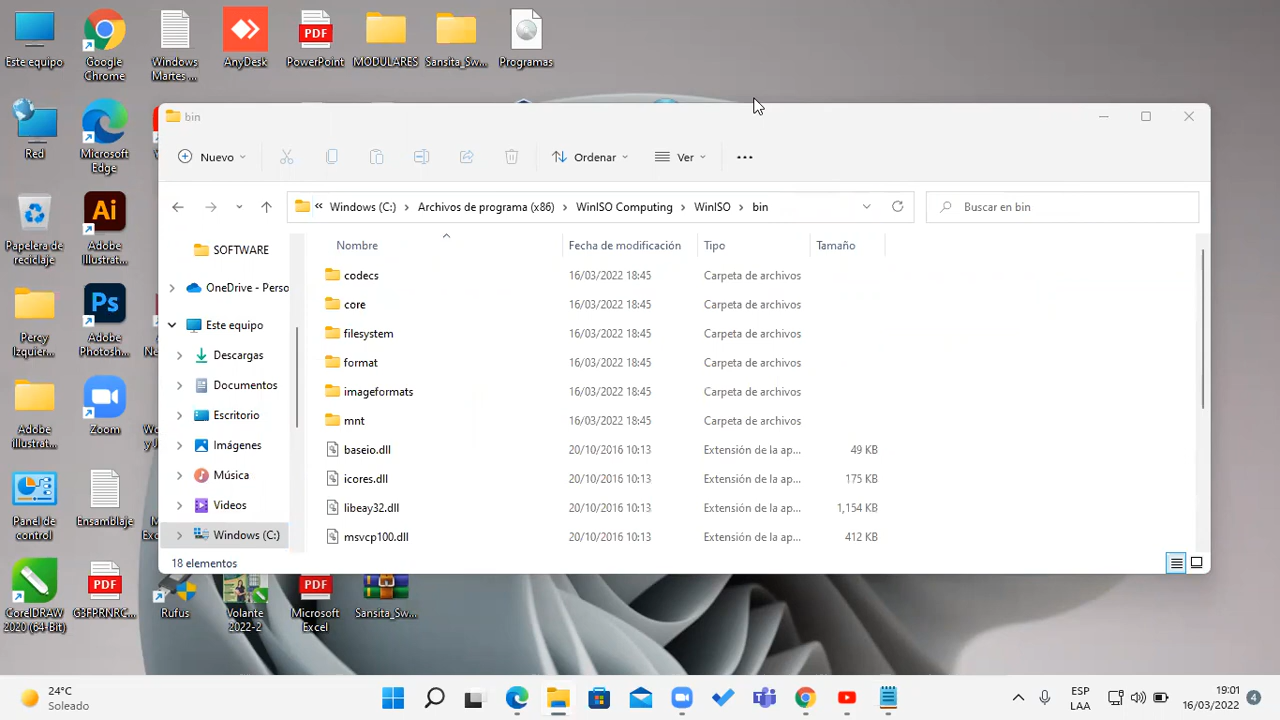 Este equipo
Google
Chrome
Windows
Martes ...
AnyDesk
PDF
PowerPoint
MODULARES
Sansita_Sw...
Programas
Red
Microsoft
Edge
Papelera de
reciclaje
Ai
Adobe
Illustrat...
Percy
Izquier...
Ps
Adobe
Photosh...
Adobe
illustrat...
Zoom
Panel de
control
Ensamblaje
CorelDRAW
2020 (64-Bit)
PDF
G3FPRNRC...
Rufus
Volante
2022-2
PDF
Microsoft
Excel
Sansita_Sw...
bin
Nuevo
Ordenar
Ver
« Windows (C:) > Archivos de programa (x86) > WinISO Computing > WinISO > bin
Buscar en bin
SOFTWARE
OneDrive - Perso
Este equipo
Descargas
Documentos
Escritorio
Imágenes
Música
Videos
Windows (C:)
Nombre Fecha de modificación Tipo Tamaño
codecs 16/03/2022 18:45 Carpeta de archivos
core 16/03/2022 18:45 Carpeta de archivos
filesystem 16/03/2022 18:45 Carpeta de archivos
format 16/03/2022 18:45 Carpeta de archivos
imageformats 16/03/2022 18:45 Carpeta de archivos
mnt 16/03/2022 18:45 Carpeta de archivos
baseio.dll 20/10/2016 10:13 Extensión de la ap... 49 KB
icores.dll 20/10/2016 10:13 Extensión de la ap... 175 KB
libeay32.dll 20/10/2016 10:13 Extensión de la ap... 1,154 KB
msvcp100.dll 20/10/2016 10:13 Extensión de la ap... 412 KB
18 elementos
24°C
Soleado
ESP
LAA
19:01
16/03/2022
4